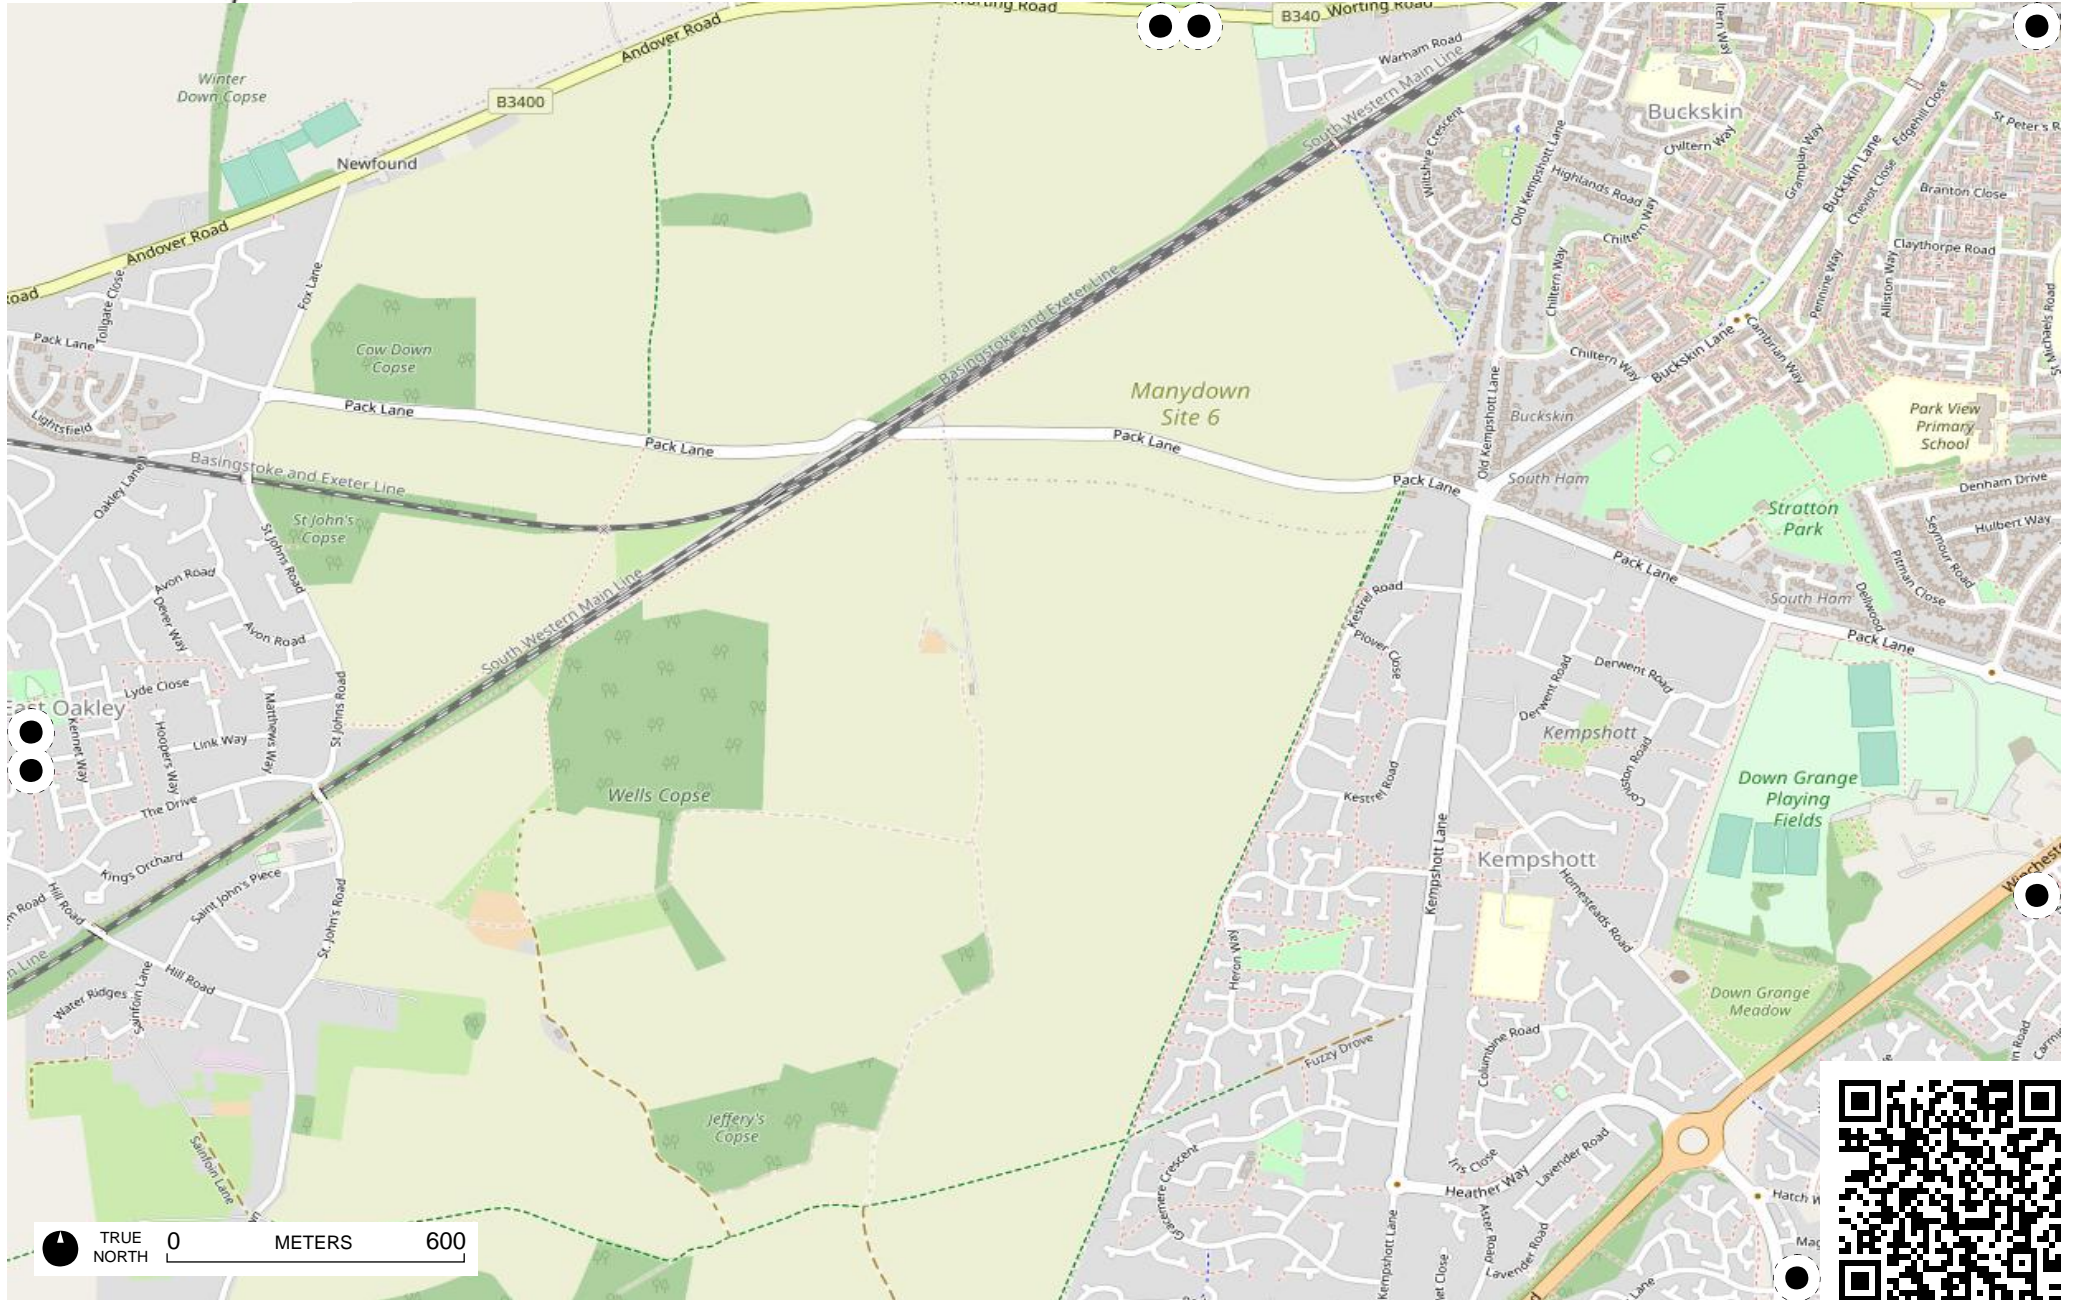 Worting Road
B340
Worting Road
Andover Road
Warham Road
South Western Main Line
Winter
Down Copse
B3400
Buckskin
Edgehill Close
Newfound
Wiltshire Crescent
Old Kempshott Lane
Chiltern Way
Grampian Way
Buckskin Lane
Cheviot Close
Highlands Road
Branton Close
Andover Road
Chiltern Way
Claythorpe Road
Fox Lane
Tollgate Close
Basingstoke and Exeter Line
Chiltern Way
Pennine Way
Alliston Way
St Michaels Road
Pack Lane
Cow Down
Copse
Chiltern Way
Buckskin Lane
Cambrian Way
Manydown
Site 6
Lightsfield
Pack Lane
Pack Lane
Pack Lane
Old Kempshott Lane
Buckskin
Park View
Primary
School
Basingstoke and Exeter Line
Oakley Lane
Pack Lane
South Ham
Denham Drive
Stratton
Park
Hulbert Way
Seymour Road
Pitman Close
St John's
Copse
St Johns Road
Avon Road
Dever Way
Avon Road
South Western Main Line
Kestrel Road
Plover Close
Pack Lane
South Ham
Dellwood
Pack Lane
Lyde Close
East Oakley
Kennet Way
Hoopers Way
Link Way
Matthews Way
St Johns Road
Derwent Road
Derwent Road
Kempshott
Coniston Road
Down Grange
Playing
Fields
Wells Copse
Kestrel Road
The Drive
Kings Orchard
Kempshott Lane
Kempshott
Homesteads Road
Hill Road
Saint John's Piece
St. John's Road
Heron Way
Hill Road
Water Ridges
Sainfoin Lane
Down Grange
Meadow
Fuzzy Drove
Columbine Road
Jeffery's
Copse
Sainfoin Lane
Grasmere Crescent
Iris Close
Heather Way
Lavender Road
Aster Road
Lavender Road
Kempshott Lane
TRUE
NORTH
0 METERS 600